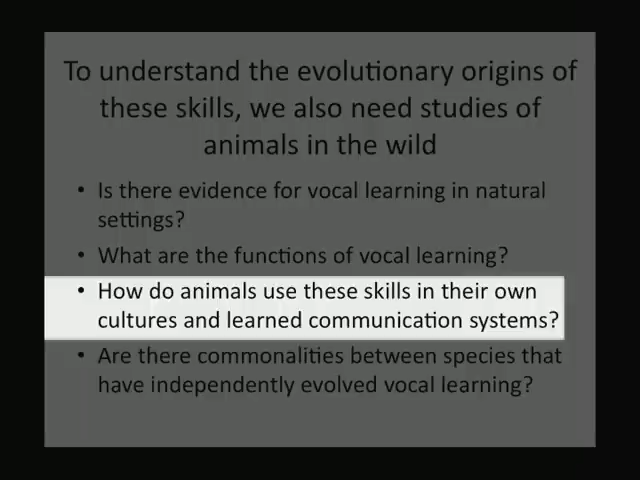 To understand the evolutionary origins of
these skills, we also need studies of
animals in the wild
• Is there evidence for vocal learning in natural
settings?
• What are the functions of vocal learning?
• How do animals use these skills in their own
cultures and learned communication systems?
• Are there commonalities between species that
have independently evolved vocal learning?